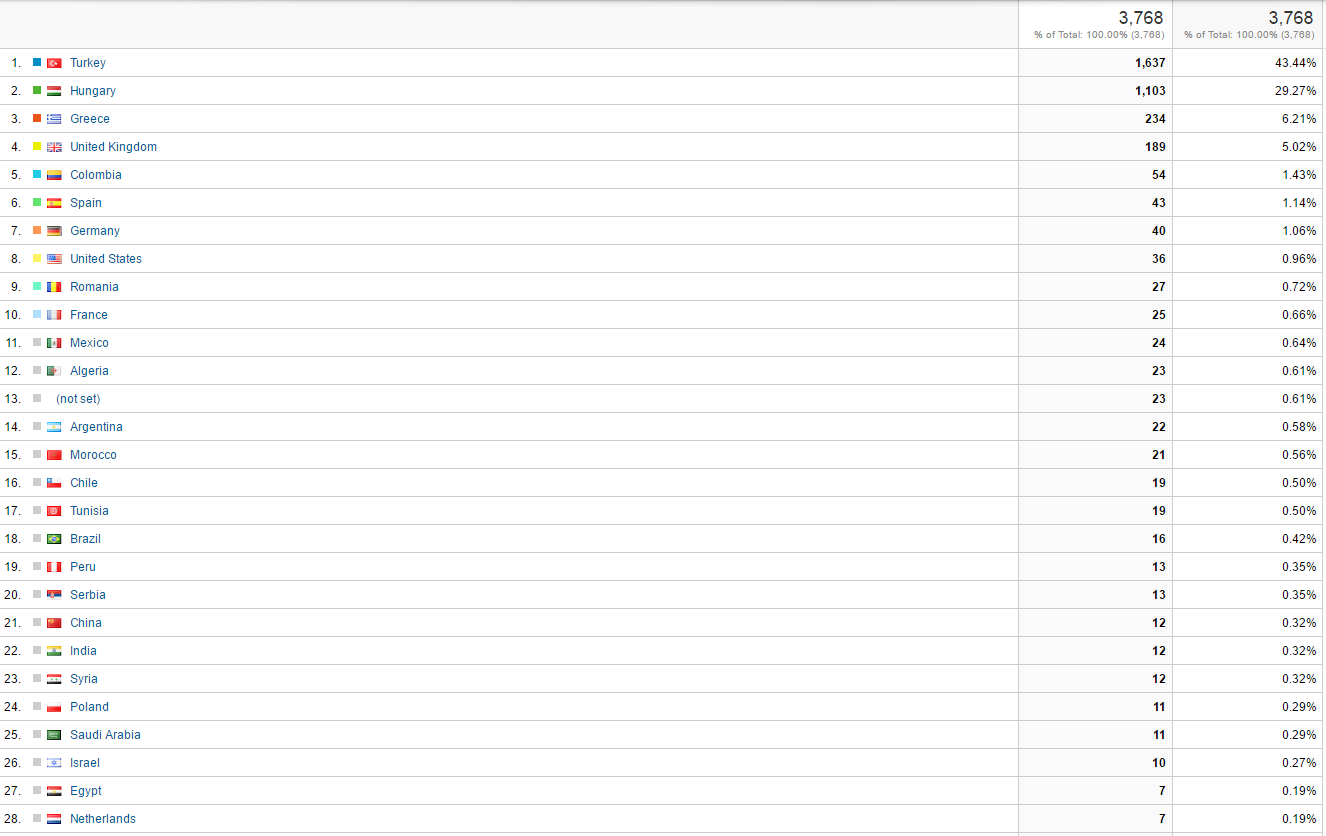 3,768 3,768
% of Total: 100.00% (3,768) % of Total: 100.00% (3,768)
1. Turkey 1,637 43.44%
2. Hungary 1,103 29.27%
3. Greece 234 6.21%
4. United Kingdom 189 5.02%
5. Colombia 54 1.43%
6. Spain 43 1.14%
7. Germany 40 1.06%
8. United States 36 0.96%
9. Romania 27 0.72%
10. France 25 0.66%
11. Mexico 24 0.64%
12. Algeria 23 0.61%
13. (not set) 23 0.61%
14. Argentina 22 0.58%
15. Morocco 21 0.56%
16. Chile 19 0.50%
17. Tunisia 19 0.50%
18. Brazil 16 0.42%
19. Peru 13 0.35%
20. Serbia 13 0.35%
21. China 12 0.32%
22. India 12 0.32%
23. Syria 12 0.32%
24. Poland 11 0.29%
25. Saudi Arabia 11 0.29%
26. Israel 10 0.27%
27. Egypt 7 0.19%
28. Netherlands 7 0.19%